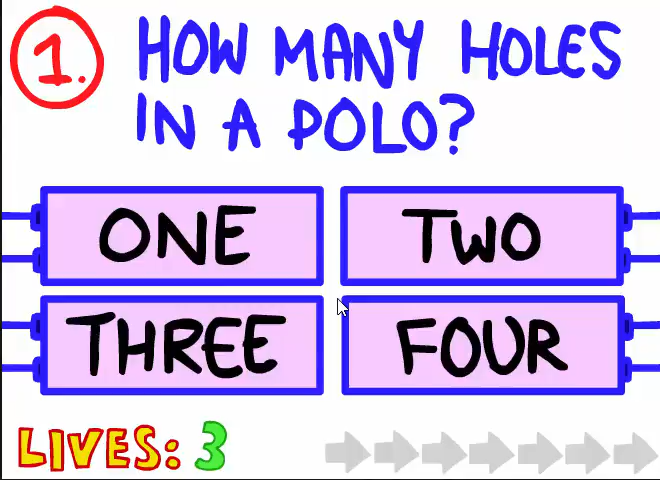 1. HOW MANY HOLES
IN A POLO?
ONE
TWO
THREE
FOUR
LIVES: 3